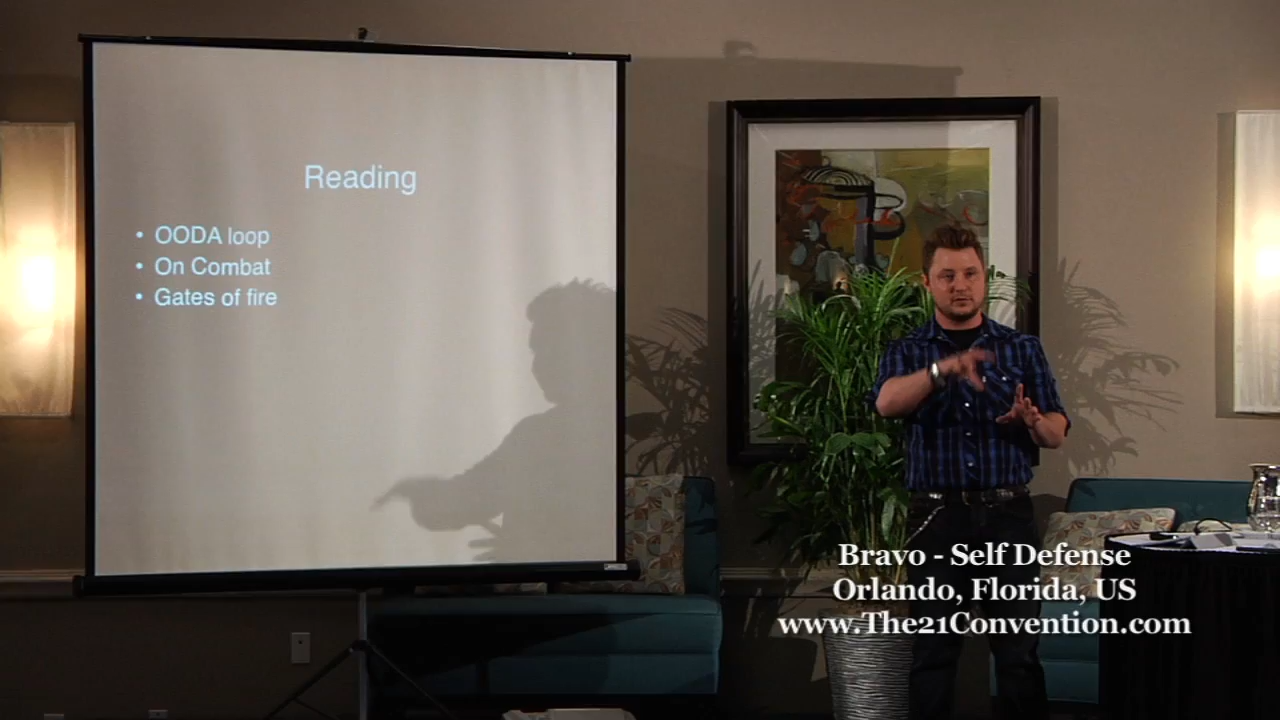 Reading
• OODA loop
• On Combat
• Gates of fire
Bravo - Self Defense
Orlando, Florida, US
www.The21Convention.com